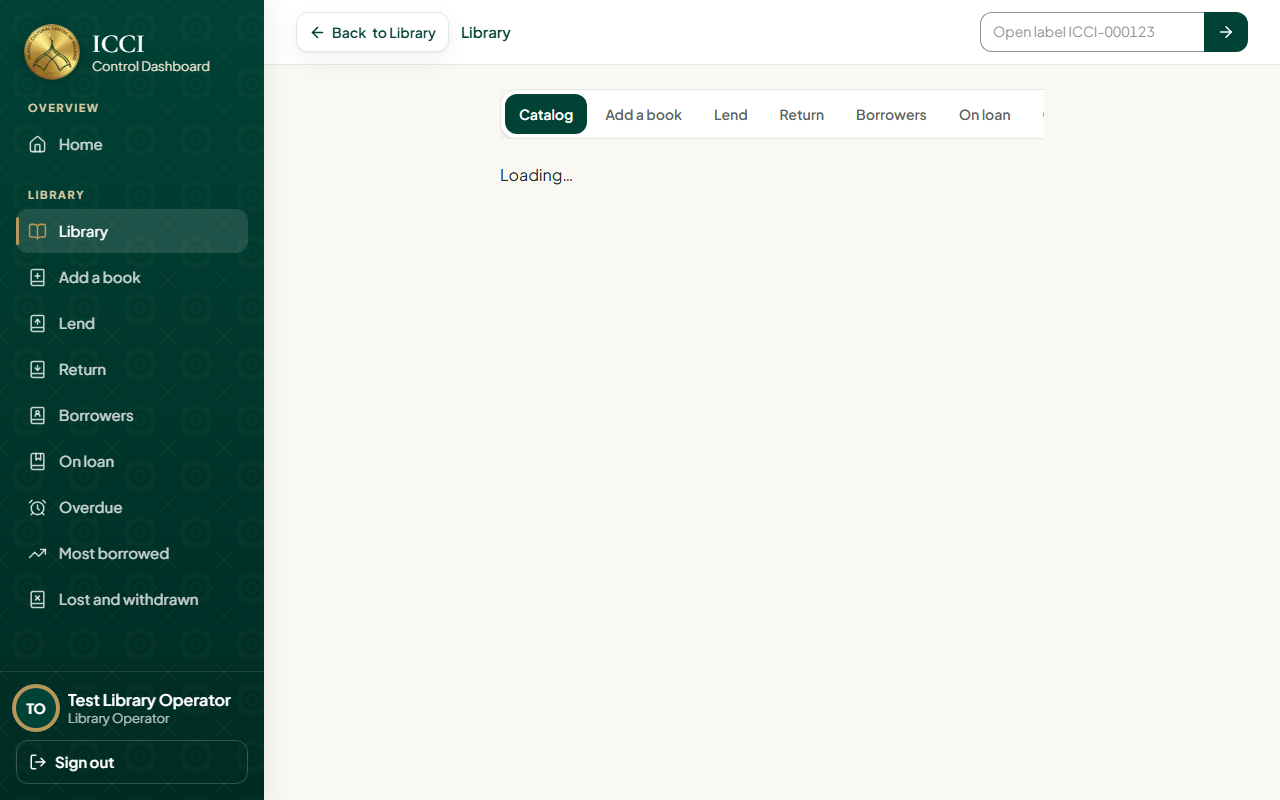 ICCI
Control Dashboard
OVERVIEW
Home
LIBRARY
Library
Add a book
Lend
Return
Borrowers
On loan
Overdue
Most borrowed
Lost and withdrawn
TO
Test Library Operator
Library Operator
Sign out
Back to Library
Library
Open label ICCI-000123
Catalog
Add a book
Lend
Return
Borrowers
On loan
Loading...